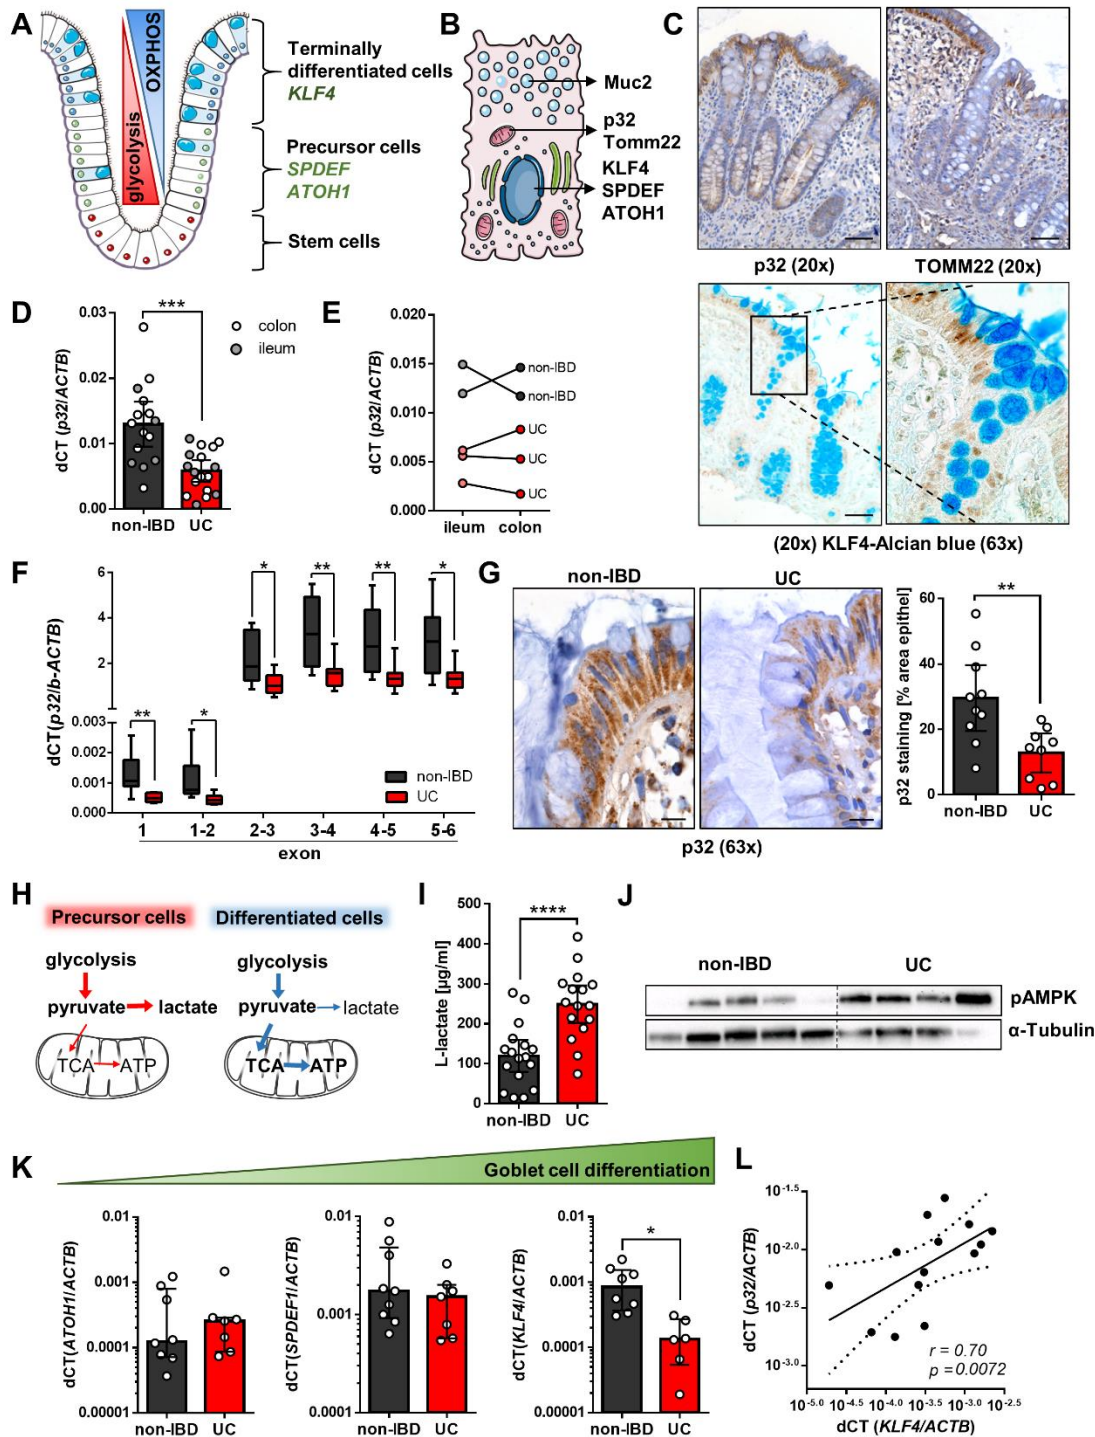 A
OXPHOS
glycolysis
Terminally
differentiated cells
KLF4
Precursor cells
SPDEF
ATOH1
Stem cells
B
Muc2
p32
Tomm22
KLF4
SPDEF
ATOH1
C
p32 (20x)
TOMM22 (20x)
(20x) KLF4-Alcian blue (63x)
D
dCT (p32/ACTB)
0.03
0.02
0.01
0.00
***
colon
ileum
non-IBD
UC
E
dCT (p32/ACTB)
0.020
0.015
0.010
0.005
0.000
non-IBD
non-IBD
UC
UC
UC
ileum
colon
F
dCT(p32/b-ACTB)
6
4
2
0.003
0.002
0.001
0.000
**
*
*
**
**
*
non-IBD
UC
1
1-2
2-3
3-4
4-5
5-6
exon
G
non-IBD
UC
p32 (63x)
p32 staining [% area epithel]
60
40
20
0
**
non-IBD
UC
H
Precursor cells
glycolysis
pyruvate
lactate
TCA
ATP
Differentiated cells
glycolysis
pyruvate
lactate
TCA
ATP
I
L-lactate [µg/ml]
500
400
300
200
100
0
****
non-IBD
UC
J
non-IBD
UC
pAMPK
α-Tubulin
K
Goblet cell differentiation
dCT(ATOH1/ACTB)
0.01
0.001
0.0001
0.00001
non-IBD
UC
dCT(SPDEF1/ACTB)
0.01
0.001
0.0001
non-IBD
UC
dCT(KLF4/ACTB)
0.01
0.001
0.0001
0.00001
*
non-IBD
UC
L
dCT (p32/ACTB)
10-1.5
10-2.0
10-2.5
10-3.0
r = 0.70
p = 0.0072
10-5.0 10-4.5 10-4.0 10-3.5 10-3.0 10-2.5
dCT (KLF4/ACTB)